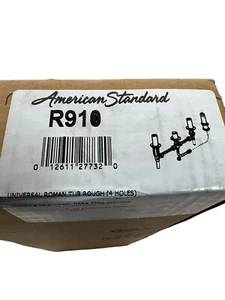 American Standard
R910
0 12611 27732 0
UNIVERSAL ROMAN TUB ROUGH (4 HOLES)